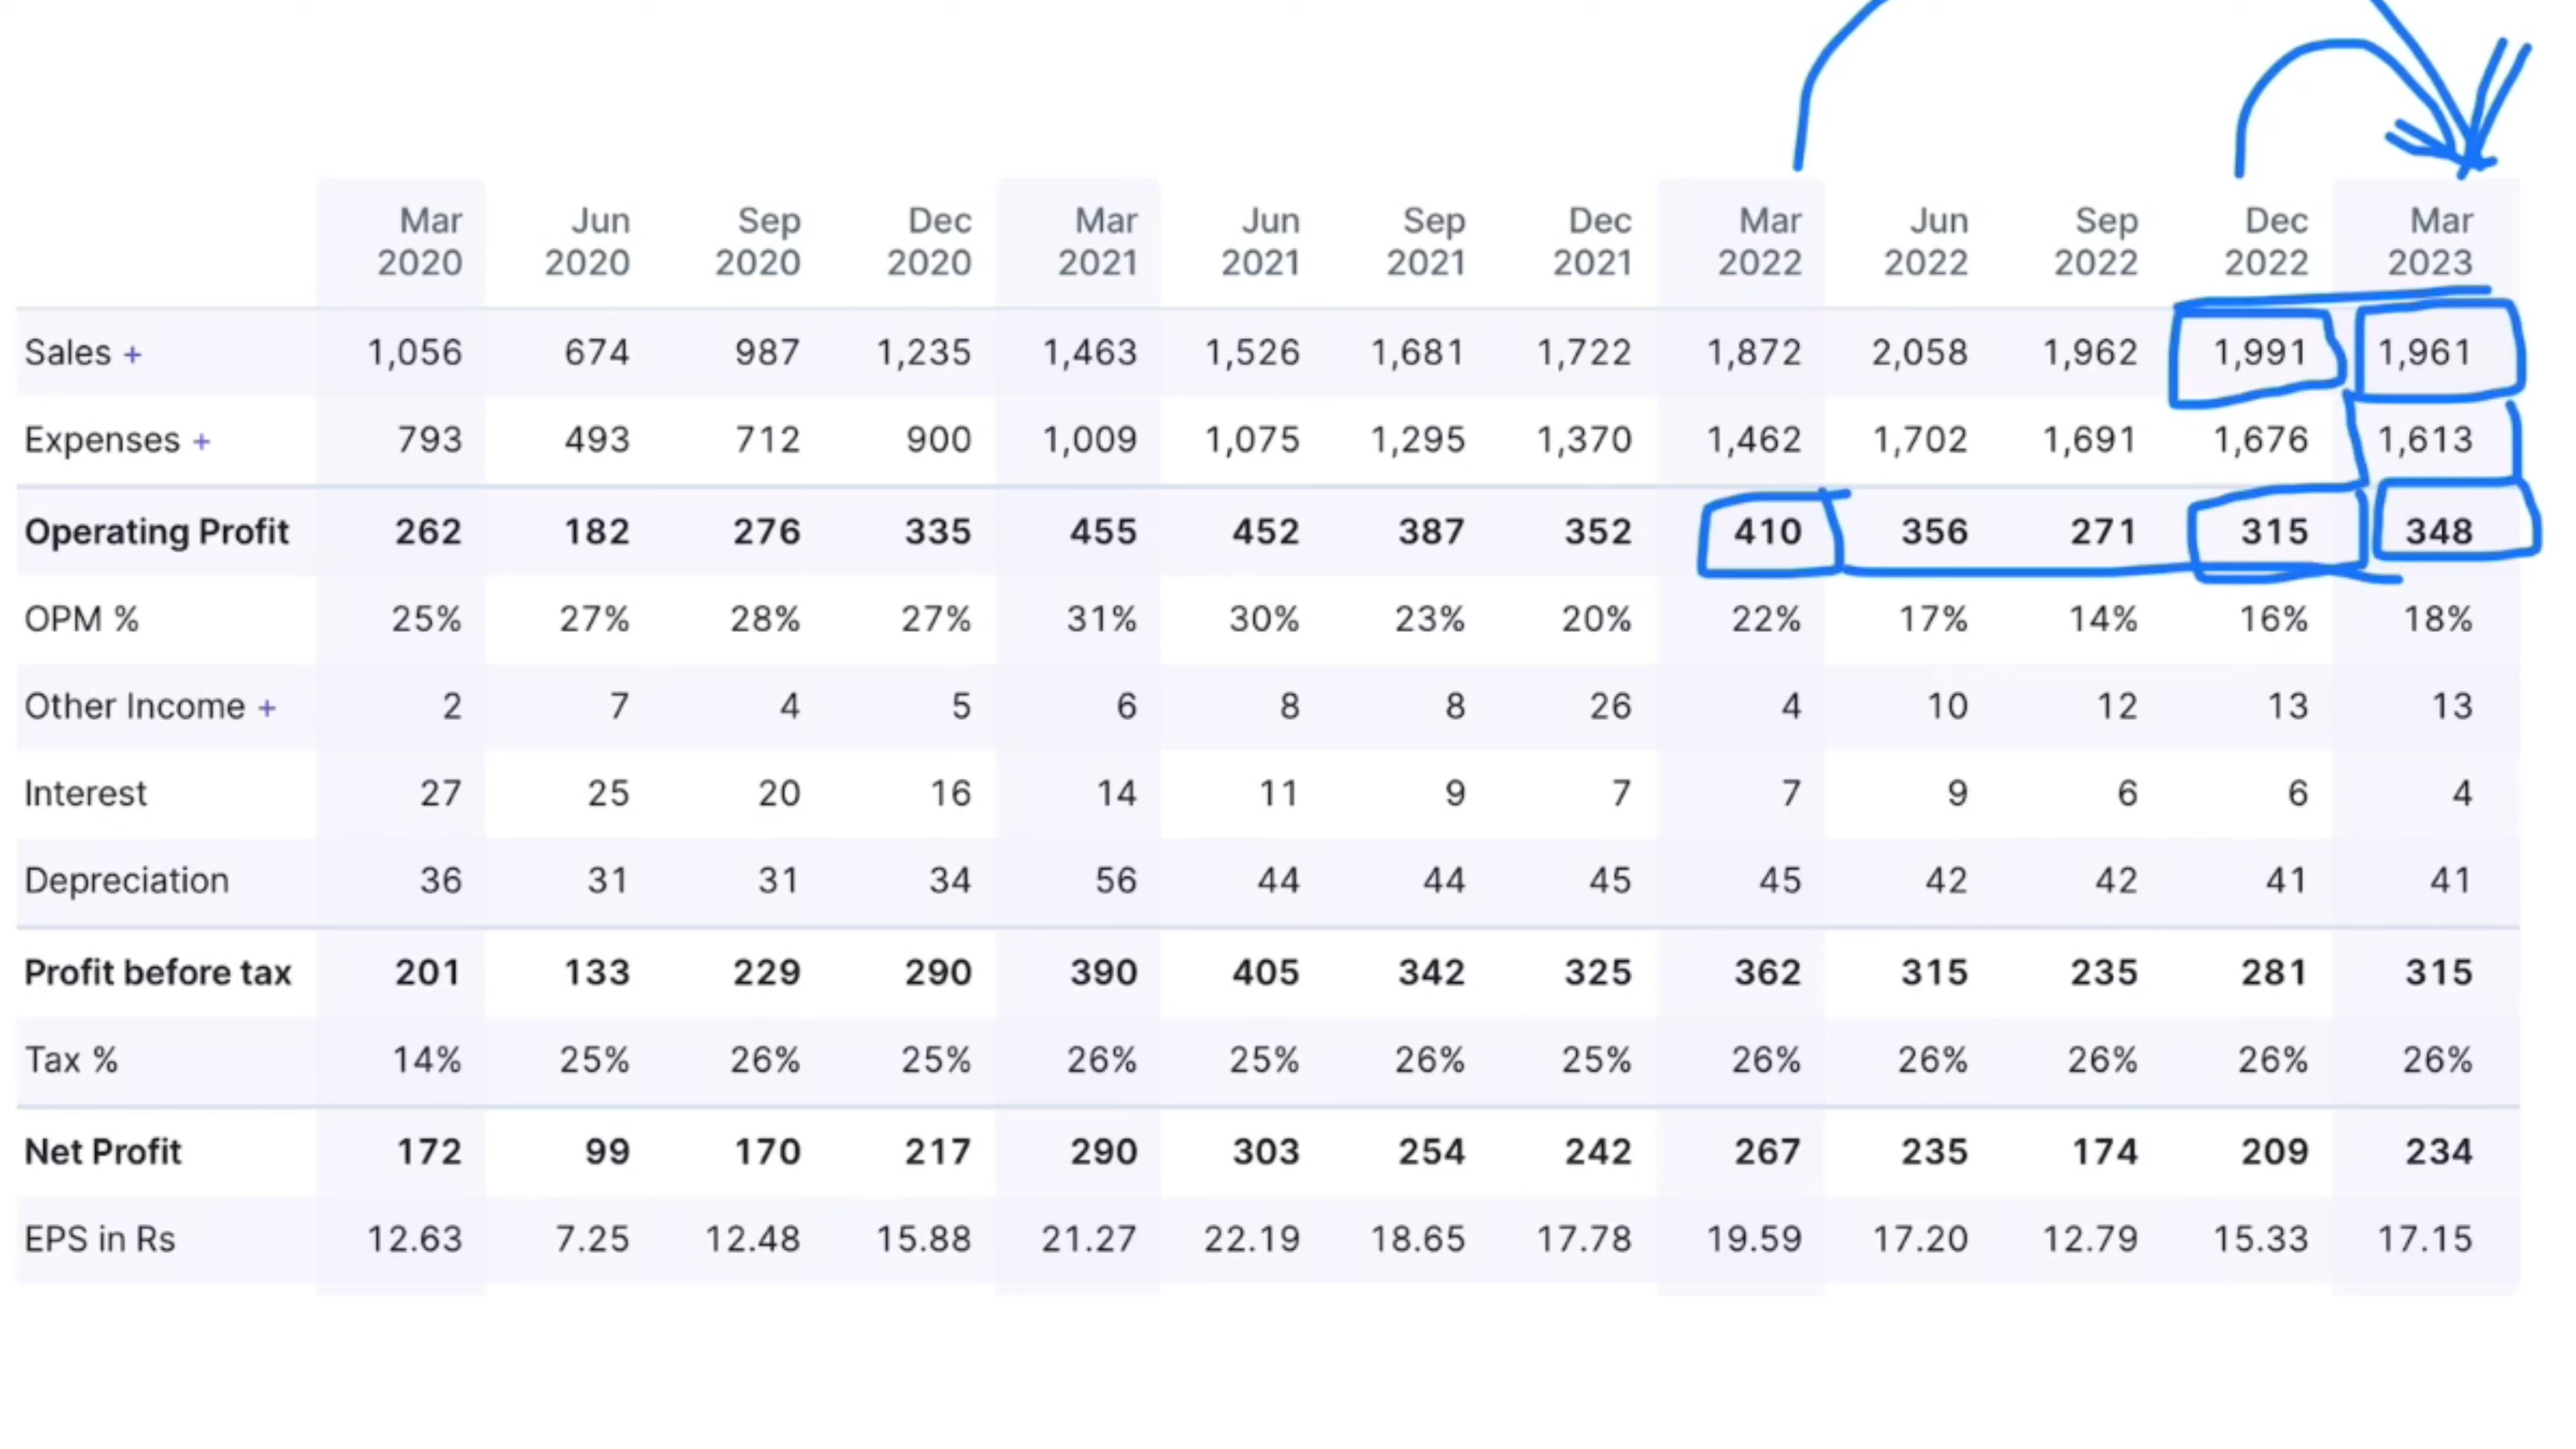 Mar Jun Sep Dec Mar Jun Sep Dec Mar Jun Sep Dec Mar
2020 2020 2020 2020 2021 2021 2021 2021 2022 2022 2022 2022 2023
Sales + 1,056 674 987 1,235 1,463 1,526 1,681 1,722 1,872 2,058 1,962 1,991 1,961
Expenses + 793 493 712 900 1,009 1,075 1,295 1,370 1,462 1,702 1,691 1,676 1,613
Operating Profit 262 182 276 335 455 452 387 352 410 356 271 315 348
OPM % 25% 27% 28% 27% 31% 30% 23% 20% 22% 17% 14% 16% 18%
Other Income + 2 7 4 5 6 8 8 26 4 10 12 13 13
Interest 27 25 20 16 14 11 9 7 7 9 6 6 4
Depreciation 36 31 31 34 56 44 44 45 45 42 42 41 41
Profit before tax 201 133 229 290 390 405 342 325 362 315 235 281 315
Tax % 14% 25% 26% 25% 26% 25% 26% 25% 26% 26% 26% 26% 26%
Net Profit 172 99 170 217 290 303 254 242 267 235 174 209 234
EPS in Rs 12.63 7.25 12.48 15.88 21.27 22.19 18.65 17.78 19.59 17.20 12.79 15.33 17.15